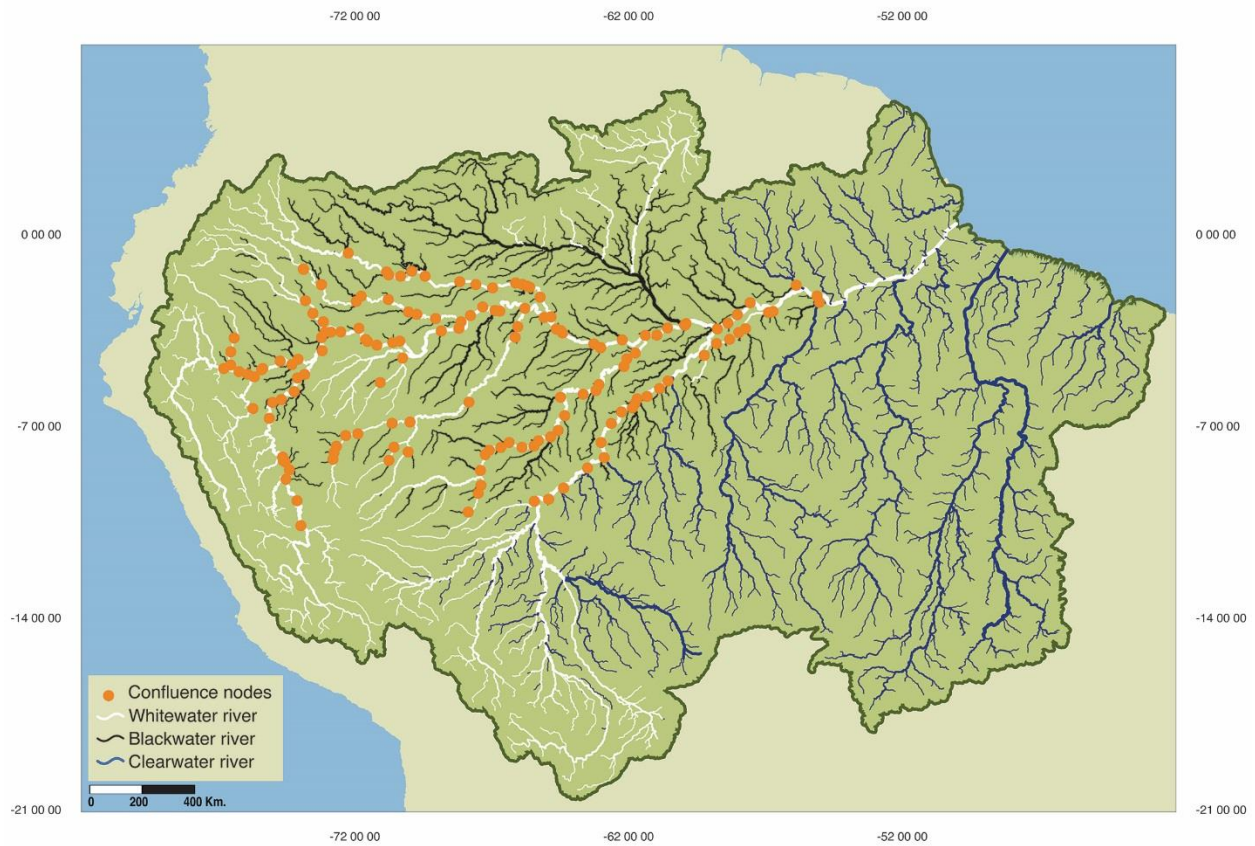 -72 00 00 -62 00 00 -52 00 00
0 00 00 0 00 00
-7 00 00 -7 00 00
-14 00 00 -14 00 00
Confluence nodes
Whitewater river
Blackwater river
Clearwater river
0 200 400 Km.
-21 00 00 -21 00 00
-72 00 00 -62 00 00 -52 00 00